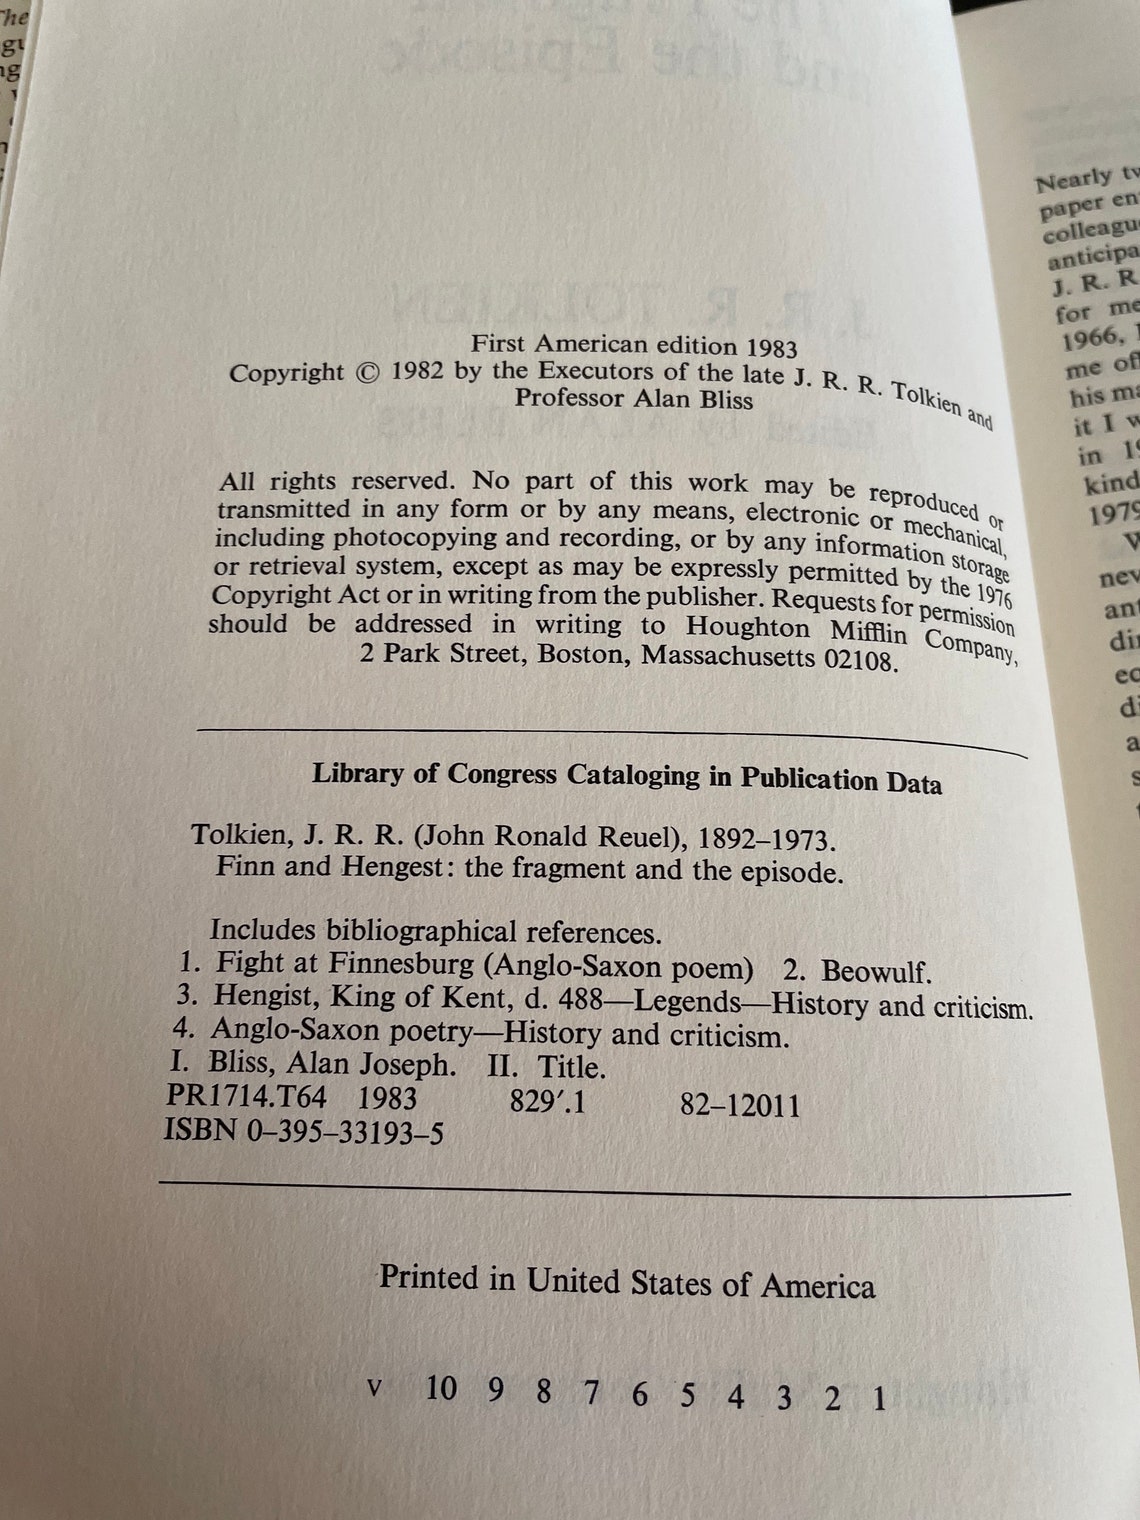 First American edition 1983
Copyright © 1982 by the Executors of the late J. R. R. Tolkien and
Professor Alan Bliss
All rights reserved. No part of this work may be reproduced or
transmitted in any form or by any means, electronic or mechanical,
including photocopying and recording, or by any information storage
or retrieval system, except as may be expressly permitted by the 1976
Copyright Act or in writing from the publisher. Requests for permission
should be addressed in writing to Houghton Mifflin Company,
2 Park Street, Boston, Massachusetts 02108.
Library of Congress Cataloging in Publication Data
Tolkien, J. R. R. (John Ronald Reuel), 1892–1973.
Finn and Hengest: the fragment and the episode.
Includes bibliographical references.
1. Fight at Finnesburg (Anglo-Saxon poem) 2. Beowulf.
3. Hengist, King of Kent, d. 488—Legends—History and criticism.
4. Anglo-Saxon poetry—History and criticism.
I. Bliss, Alan Joseph. II. Title.
PR1714.T64 1983 829′.1 82–12011
ISBN 0–395–33193–5
Printed in United States of America
v 10 9 8 7 6 5 4 3 2 1
Nearly
paper
J. R. R
for
1966,
me
his
it I
in
kind
1979